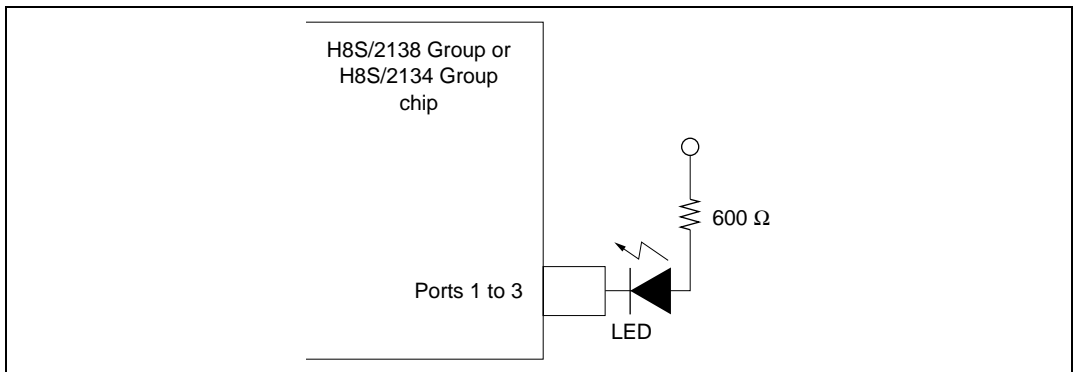 H8S/2138 Group or
H8S/2134 Group
chip
600 Ω
Ports 1 to 3
LED